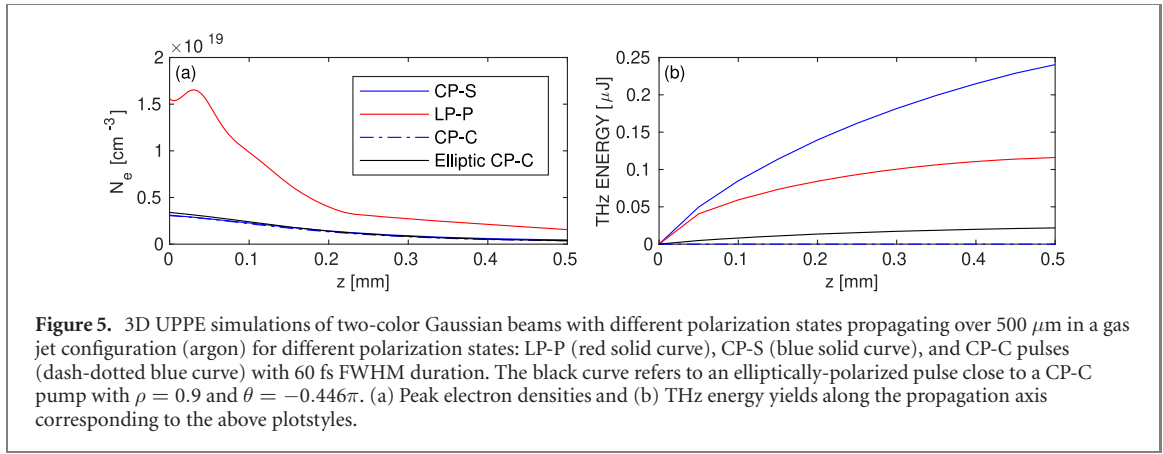 × 10 19
2
(a)
CP-S
LP-P
CP-C
Elliptic CP-C
1.5
1
0.5
0
N e [cm-3]
0 0.1 0.2 0.3 0.4 0.5
z [mm]
0.25
(b)
0.2
0.15
0.1
0.05
0
THz ENERGY [ μJ]
0 0.1 0.2 0.3 0.4 0.5
z [mm]
Figure 5. 3D UPPE simulations of two-color Gaussian beams with different polarization states propagating over 500 μm in a gas
jet configuration (argon) for different polarization states: LP-P (red solid curve), CP-S (blue solid curve), and CP-C pulses
(dash-dotted blue curve) with 60 fs FWHM duration. The black curve refers to an elliptically-polarized pulse close to a CP-C
pump with ρ = 0.9 and θ = −0.446π. (a) Peak electron densities and (b) THz energy yields along the propagation axis
corresponding to the above plotstyles.